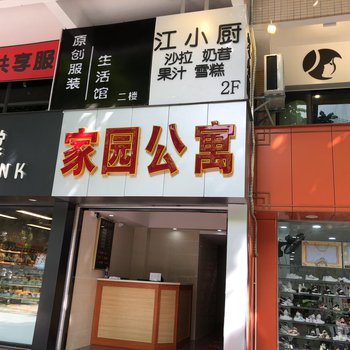 共享服
原创服装
生活馆
二楼
江小厨
沙拉 奶昔
果汁 雪糕
2F
家园公寓
NK